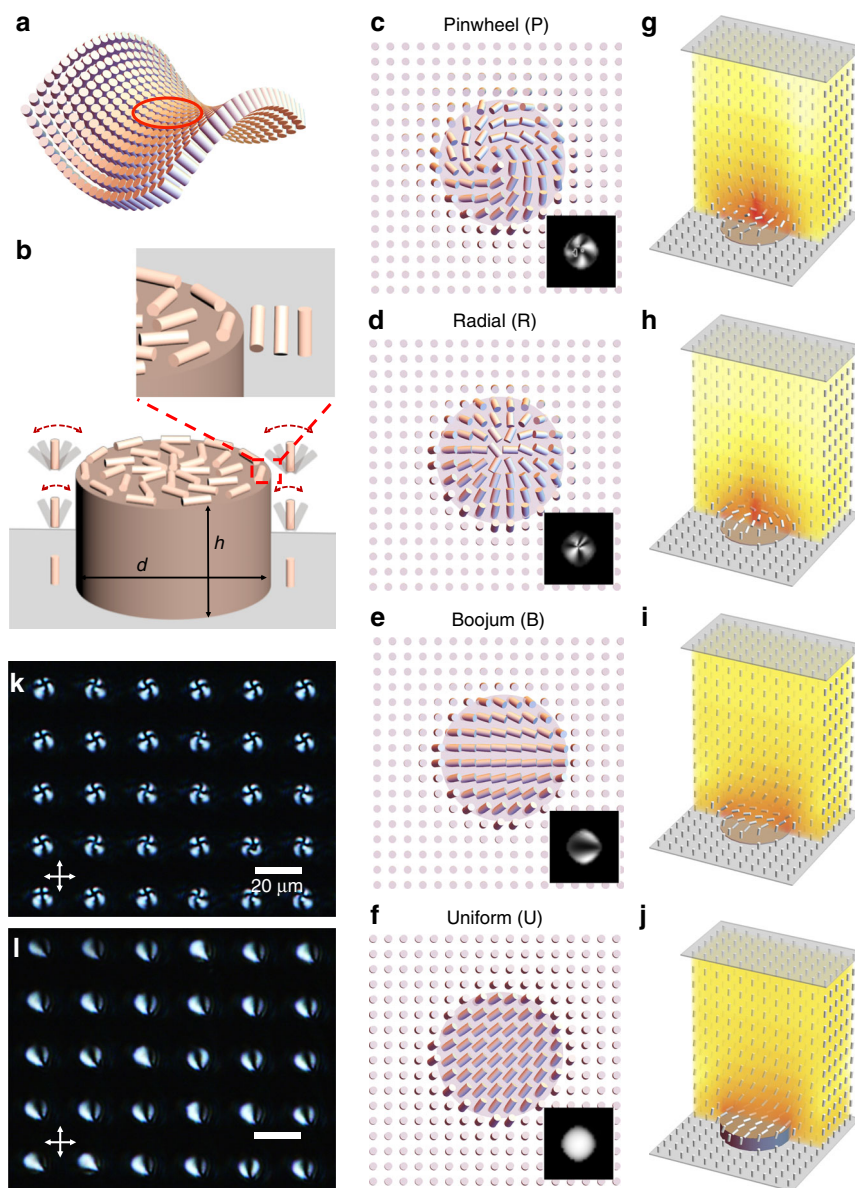 a
b
h
d
k
20 μm
l
c
Pinwheel (P)
d
Radial (R)
e
Boojum (B)
f
Uniform (U)
g
h
i
j